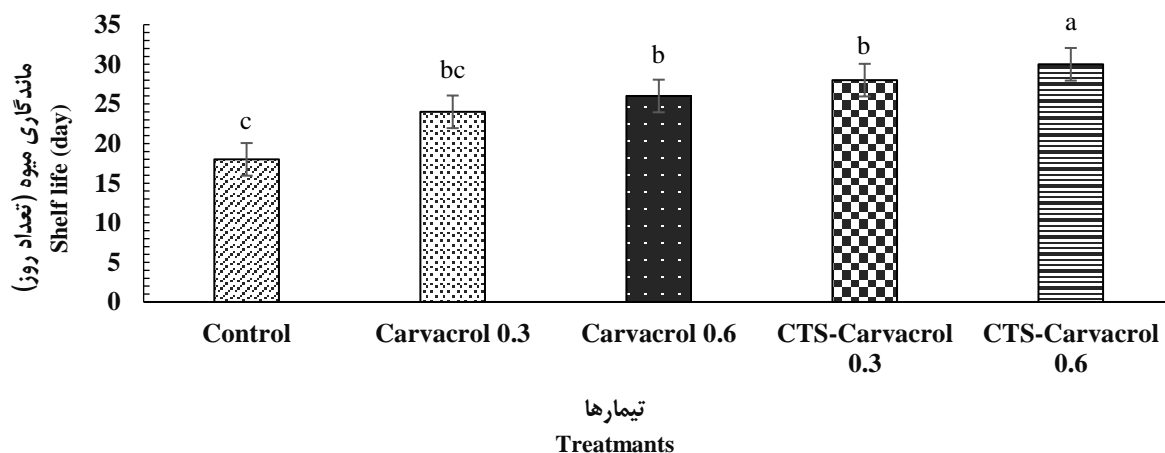 ماندگاری میوه (تعداد روز)
Shelf life (day)
35
30
25
20
15
10
5
0
c
bc
b
b
a
Control
Carvacrol 0.3
Carvacrol 0.6
CTS-Carvacrol
0.3
CTS-Carvacrol
0.6
تیمارها
Treatmants